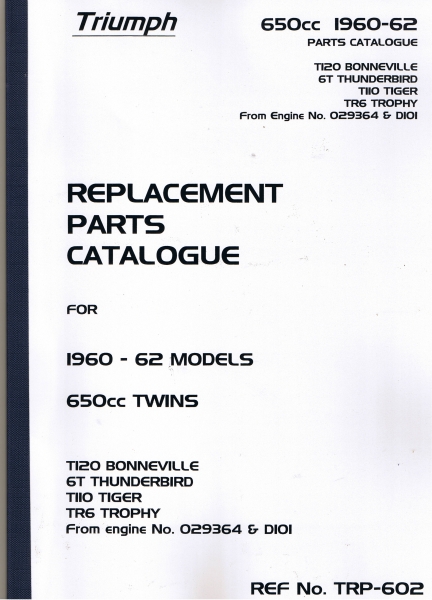 Triumph
650cc 1960-62
PARTS CATALOGUE
T120 BONNEVILLE
6T THUNDERBIRD
T110 TIGER
TR6 TROPHY
From Engine No. 029364 & D101
REPLACEMENT
PARTS
CATALOGUE
FOR
1960 - 62 MODELS
650cc TWINS
T120 BONNEVILLE
6T THUNDERBIRD
T110 TIGER
TR6 TROPHY
From engine No. 029364 & D101
REF No. TRP-602